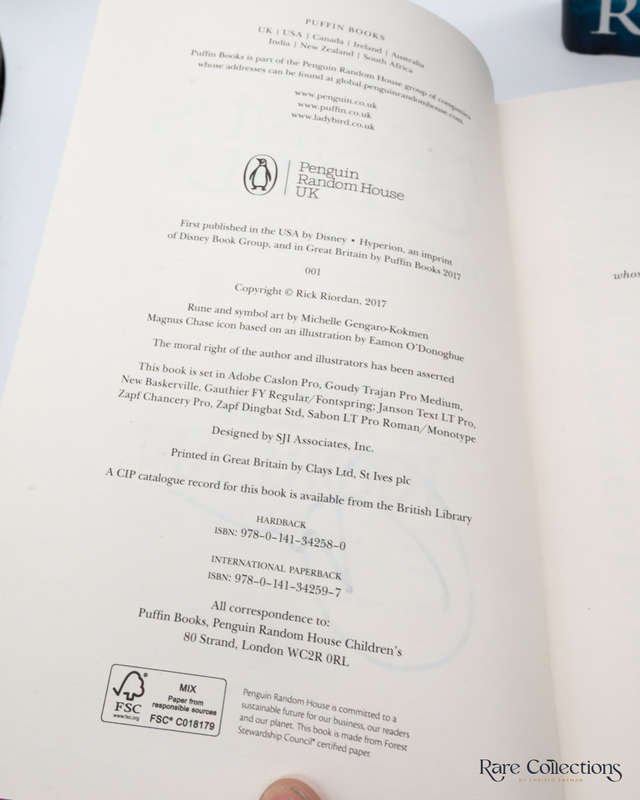 PUFFIN BOOKS
UK | USA | Canada | Ireland | Australia
India | New Zealand | South Africa
Puffin Books is part of the Penguin Random House group of companies
whose addresses can be found at global.penguinrandomhouse.com.
www.penguin.co.uk
www.puffin.co.uk
www.ladybird.co.uk
Penguin
Random House
UK
First published in the USA by Disney • Hyperion, an imprint
of Disney Book Group, and in Great Britain by Puffin Books 2017
001
Copyright © Rick Riordan, 2017
Rune and symbol art by Michelle Gengaro-Kokmen
Magnus Chase icon based on an illustration by Eamon O'Donoghue
The moral right of the author and illustrators has been asserted
This book is set in Adobe Caslon Pro, Goudy Trajan Pro Medium,
New Baskerville, Gauthier FY Regular/Fontspring; Janson Text LT Pro,
Zapf Chancery Pro, Zapf Dingbat Std, Sabon LT Pro Roman/Monotype
Designed by SJI Associates, Inc.
Printed in Great Britain by Clays Ltd, St Ives plc
A CIP catalogue record for this book is available from the British Library
HARDBACK
ISBN: 978-0-141-34258-0
INTERNATIONAL PAPERBACK
ISBN: 978-0-141-34259-7
All correspondence to:
Puffin Books, Penguin Random House Children's
80 Strand, London WC2R 0RL
FSC
www.fsc.org
MIX
Paper from
responsible sources
FSC® C018179
Penguin Random House is committed to a
sustainable future for our business, our readers
and our planet. This book is made from Forest
Stewardship Council® certified paper.
R
Rare Collections